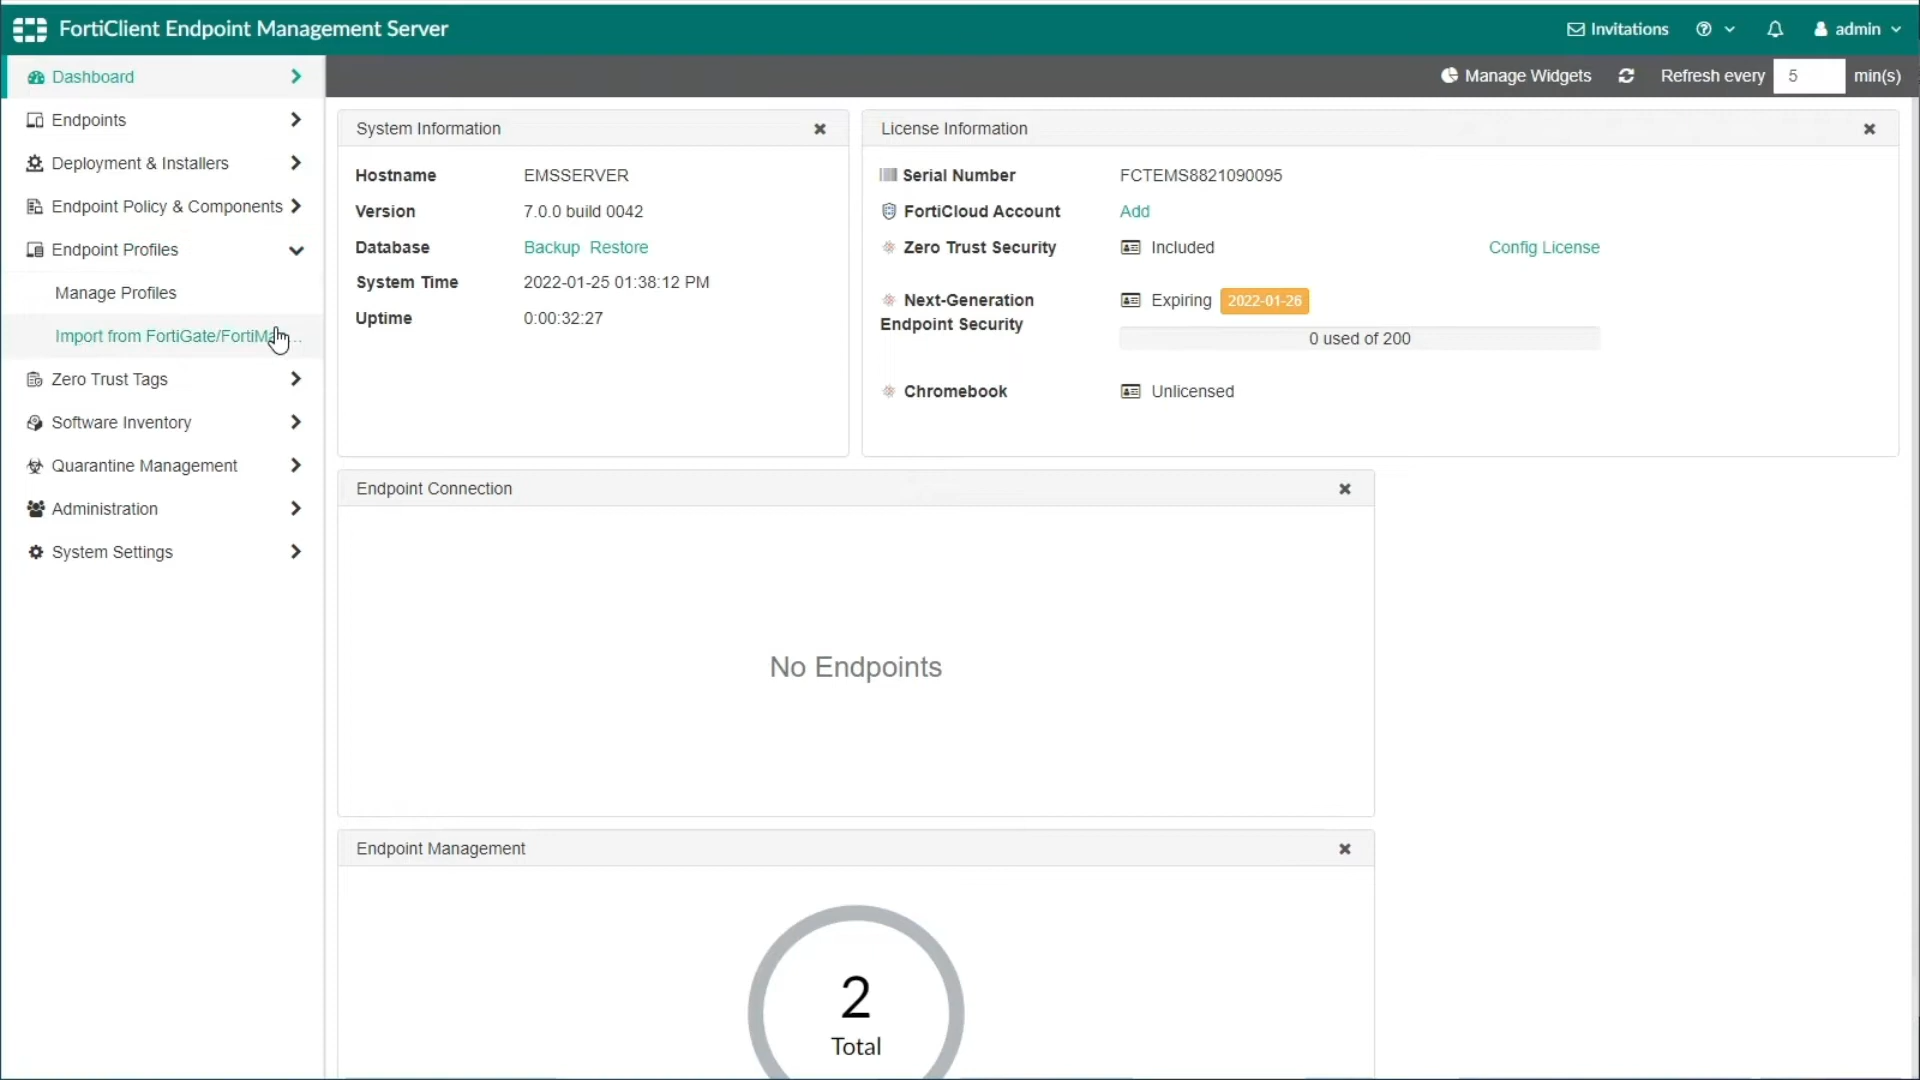 FortiClient Endpoint Management Server
Invitations
admin
Manage Widgets
Refresh every 5 min(s)
Dashboard
Endpoints
Deployment & Installers
Endpoint Policy & Components
Endpoint Profiles
Manage Profiles
Import from FortiGate/FortiMa...
Zero Trust Tags
Software Inventory
Quarantine Management
Administration
System Settings
System Information
Hostname EMSSERVER
Version 7.0.0 build 0042
Database Backup Restore
System Time 2022-01-25 01:38:12 PM
Uptime 0:00:32:27
License Information
Serial Number FCTEMS8821090095
FortiCloud Account Add
Zero Trust Security Included Config License
Next-Generation Expiring 2022-01-26
Endpoint Security
0 used of 200
Chromebook Unlicensed
Endpoint Connection
No Endpoints
Endpoint Management
2
Total